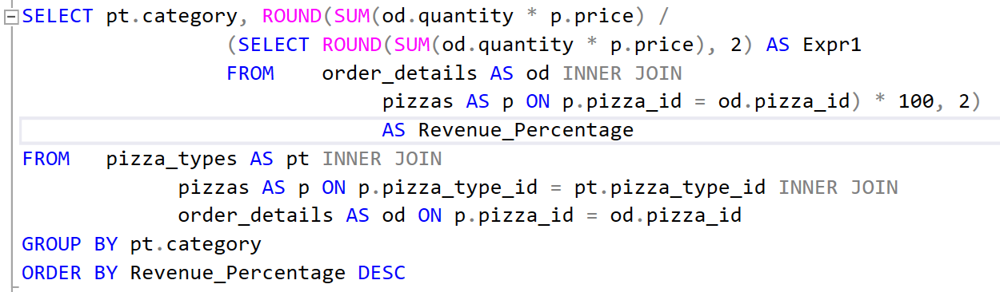 SELECT pt.category, ROUND(SUM(od.quantity * p.price) /
(SELECT ROUND(SUM(od.quantity * p.price), 2) AS Expr1
FROM order_details AS od INNER JOIN
pizzas AS p ON p.pizza_id = od.pizza_id) * 100, 2)
AS Revenue_Percentage
FROM pizza_types AS pt INNER JOIN
pizzas AS p ON p.pizza_type_id = pt.pizza_type_id INNER JOIN
order_details AS od ON p.pizza_id = od.pizza_id
GROUP BY pt.category
ORDER BY Revenue_Percentage DESC